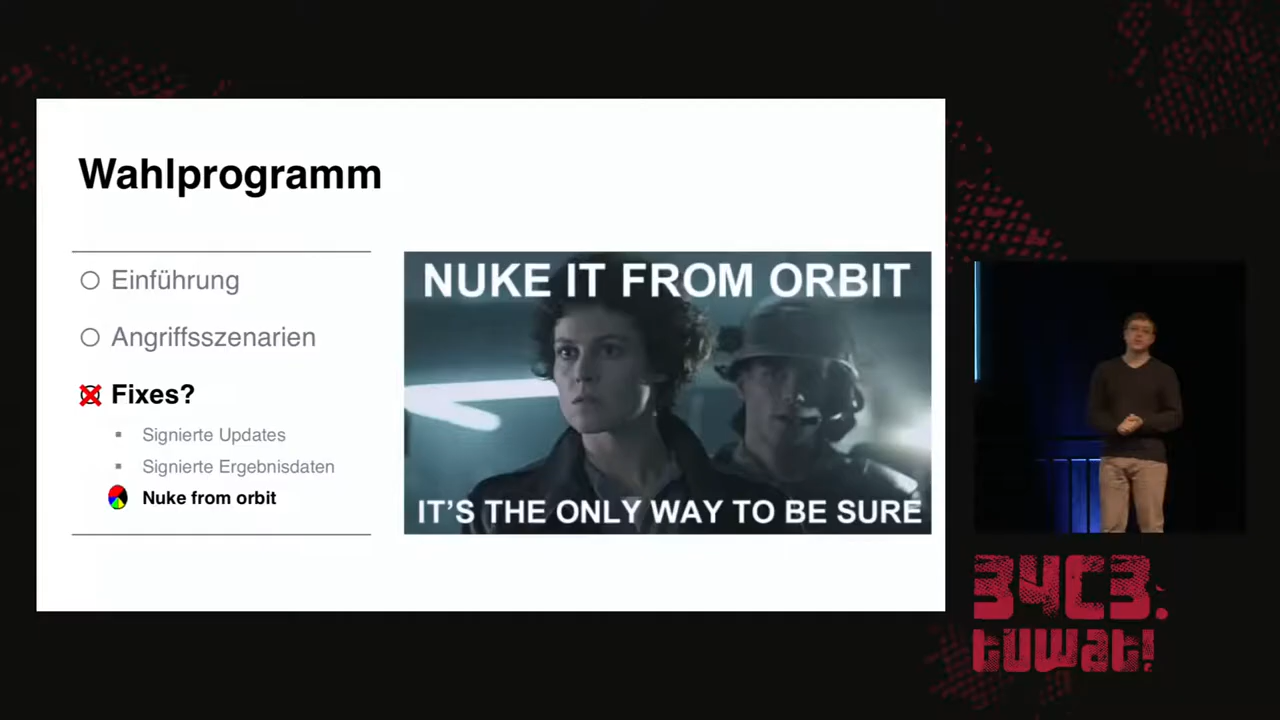 Wahlprogramm
Einführung
Angriffsszenarien
Fixes?
Signierte Updates
Signierte Ergebnisdaten
Nuke from orbit
NUKE IT FROM ORBIT
IT'S THE ONLY WAY TO BE SURE
34C3.
tuwat!